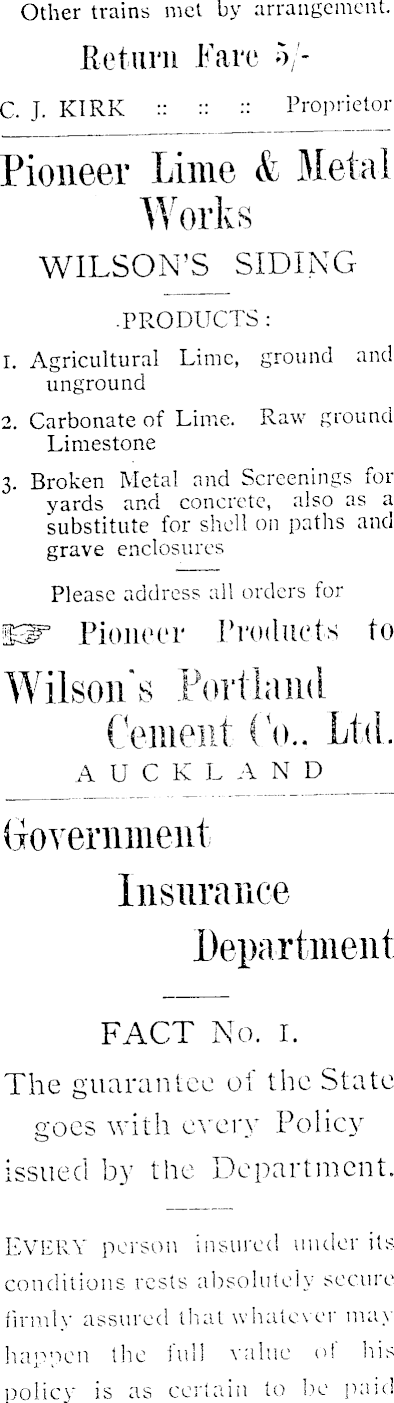 Other trains met by arrangement.
Return Fare 5/-
C. J. KIRK :: :: :: Proprietor
Pioneer Lime & Metal
Works
WILSON'S SIDING
PRODUCTS:
1. Agricultural Lime, ground and
unground
2. Carbonate of Lime. Raw ground
Limestone
3. Broken Metal and Screenings for
yards and concrete, also as a
substitute for shell on paths and
grave enclosures
Please address all orders for
☞ Pioneer Products to
Wilson's Portland
Cement Co., Ltd.
AUCKLAND
Government
Insurance
Department
FACT No. 1.
The guarantee of the State
goes with every Policy
issued by the Department.
EVERY person insured under its
conditions rests absolutely secure
firmly assured that whatever may
happen the full value of his
policy is as certain to be paid